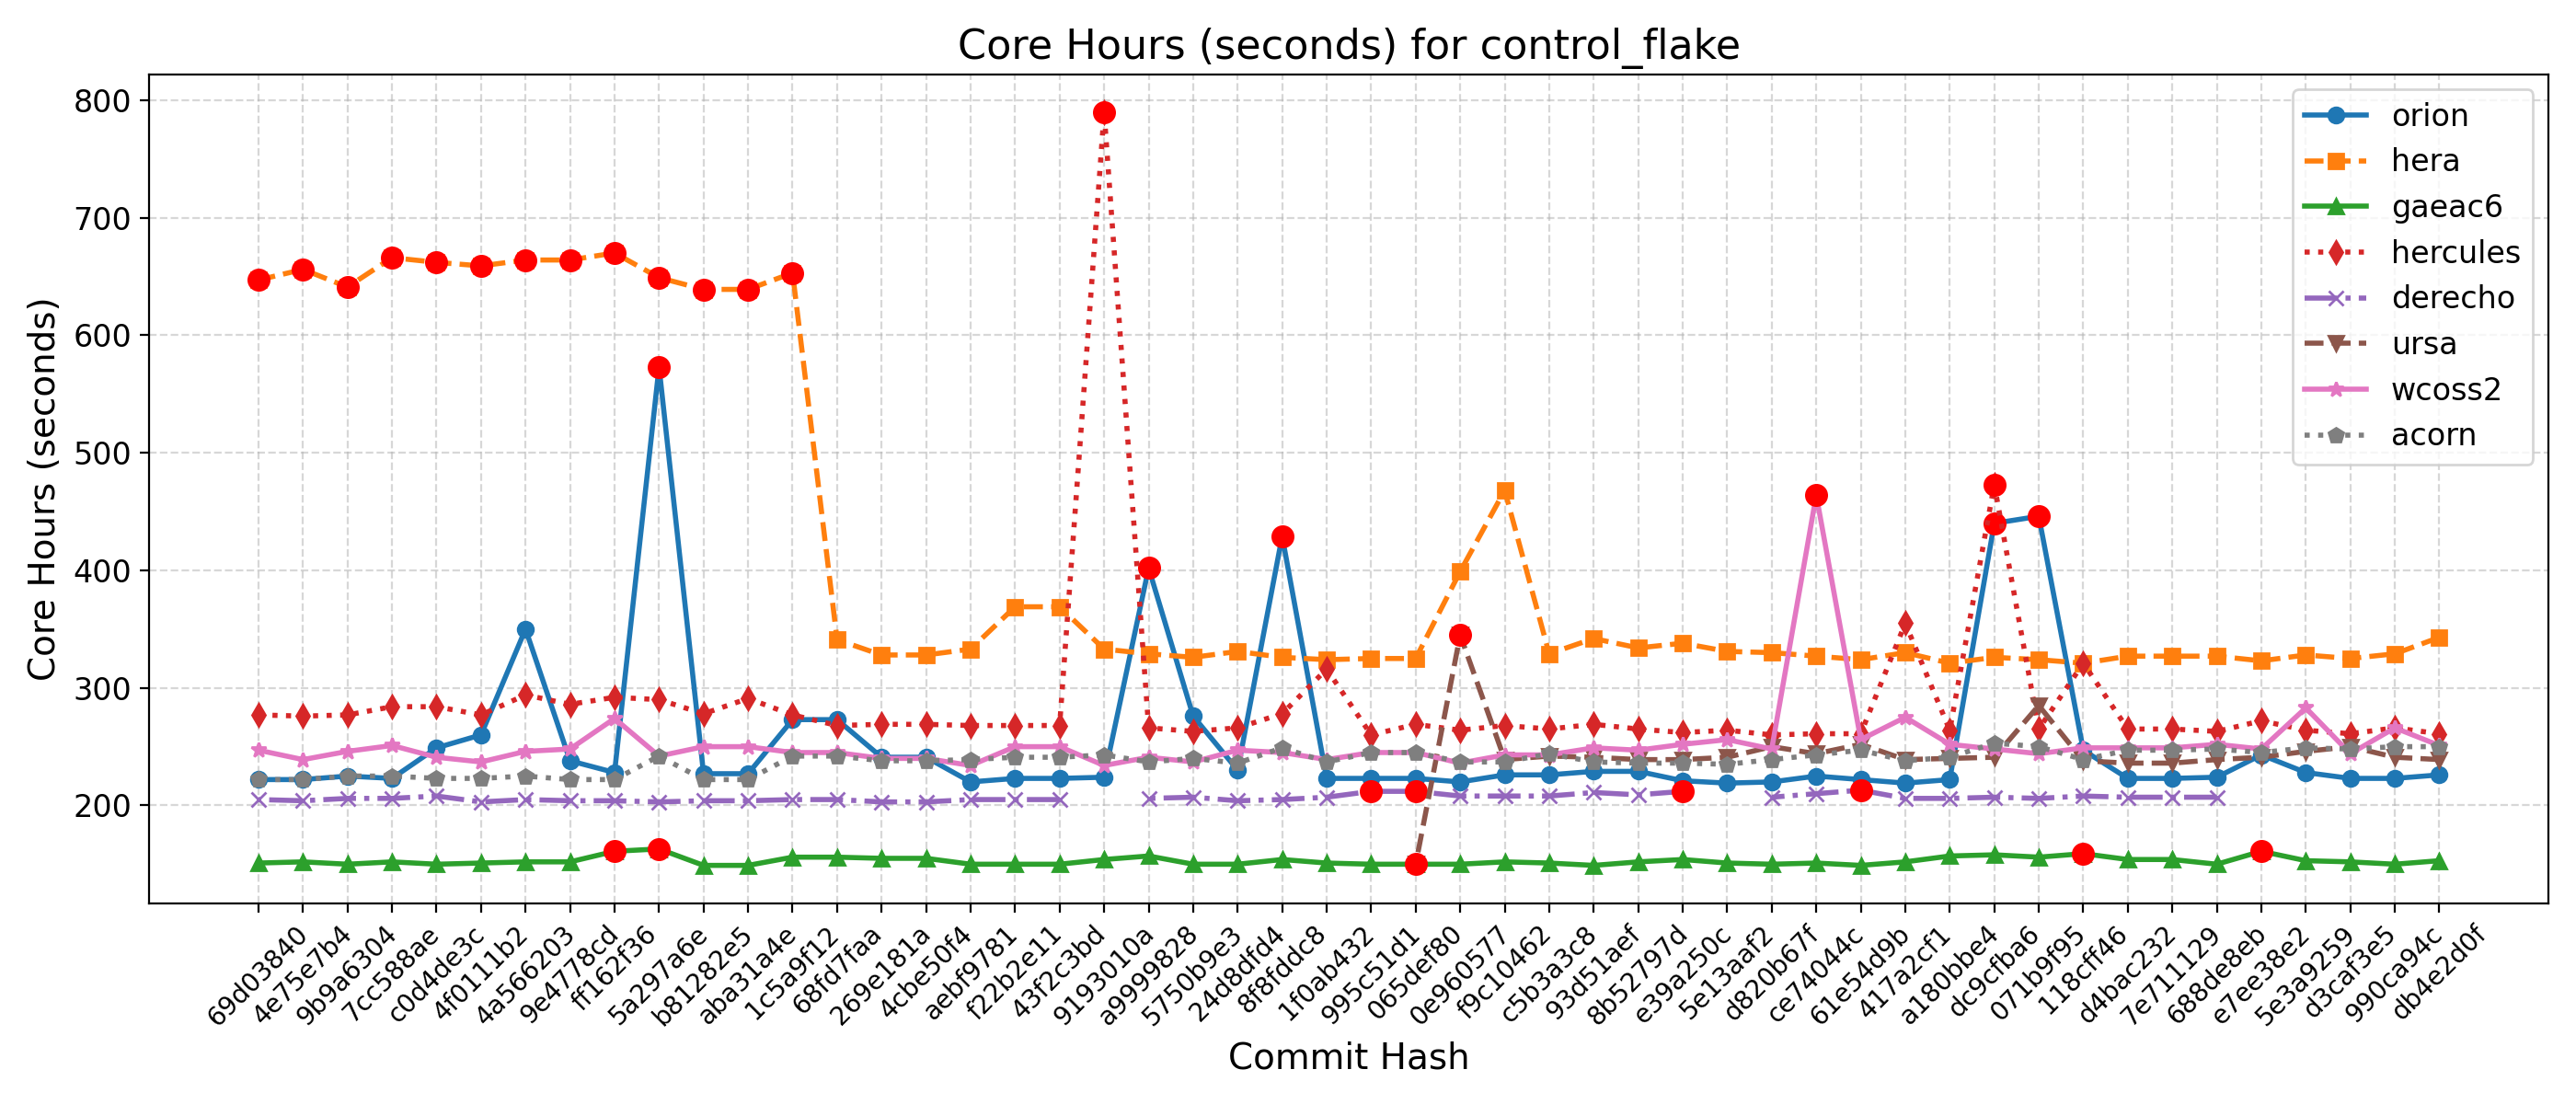 Core Hours (seconds) for control_flake
Core Hours (seconds)
800
700
600
500
400
300
200
orion
hera
gaeac6
hercules
derecho
ursa
wcoss2
acorn
69d03840
4e75e7b4
9b9a6304
7cc588ae
c0d4de3c
4f0111b2
4a566203
9e4778cd
ff162f36
5a297a6e
b81282e5
aba31a4e
1c5a9f12
68fd7faa
269e181a
4cbe50f4
aebf9781
f22b2e11
43f2c3bd
9193010a
a9999828
5750b9e3
24d8dfd4
8f8fddc8
1f0ab432
995c51d1
065def80
0e960577
f9c10462
c5b3a3c8
93d51aef
8b52797d
e39a250c
5e13aaf2
d820b67f
ce74044c
61e54d9b
417a2cf1
a180bbe4
dc9cfba6
071b9f95
118cff46
d4bac232
7e711129
688de8eb
e7ee38e2
5e3a9259
d3caf3e5
990ca94c
db4e2d0f
Commit Hash